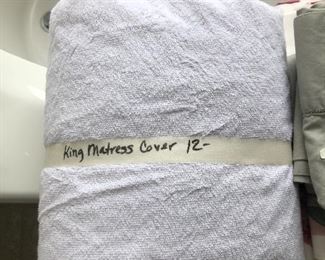 King Matress Cover 12-